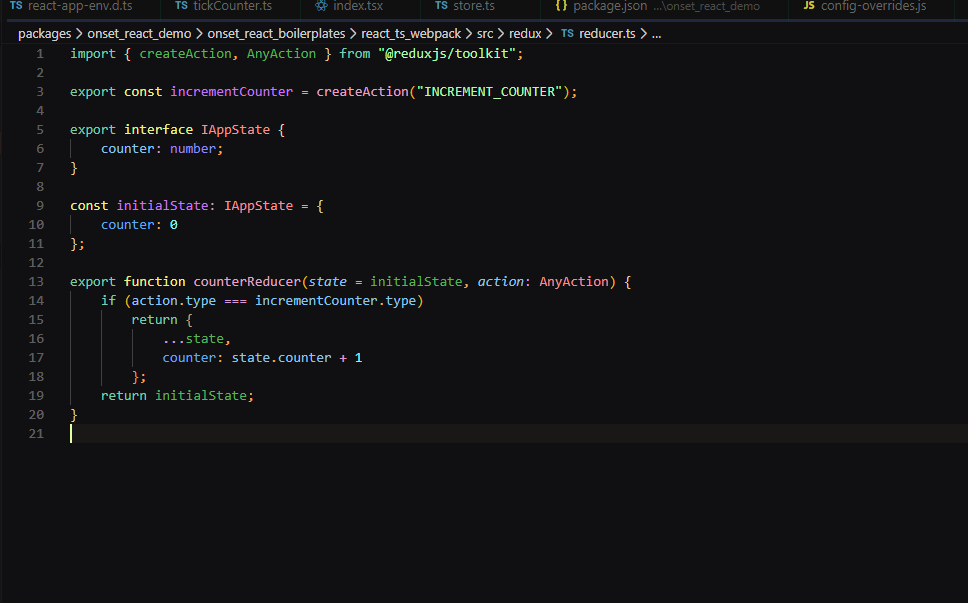 TS react-app-env.d.ts TS tickCounter.ts index.tsx TS store.ts {} package.json ...\onset_react_demo JS config-overrides.js
packages > onset_react_demo > onset_react_boilerplates > react_ts_webpack > src > redux > TS reducer.ts > ...
1 import { createAction, AnyAction } from "@reduxjs/toolkit";
2
3 export const incrementCounter = createAction("INCREMENT_COUNTER");
4
5 export interface IAppState {
6     counter: number;
7 }
8
9 const initialState: IAppState = {
10     counter: 0
11 };
12
13 export function counterReducer(state = initialState, action: AnyAction) {
14     if (action.type === incrementCounter.type)
15         return {
16             ...state,
17             counter: state.counter + 1
18         };
19     return initialState;
20 }
21